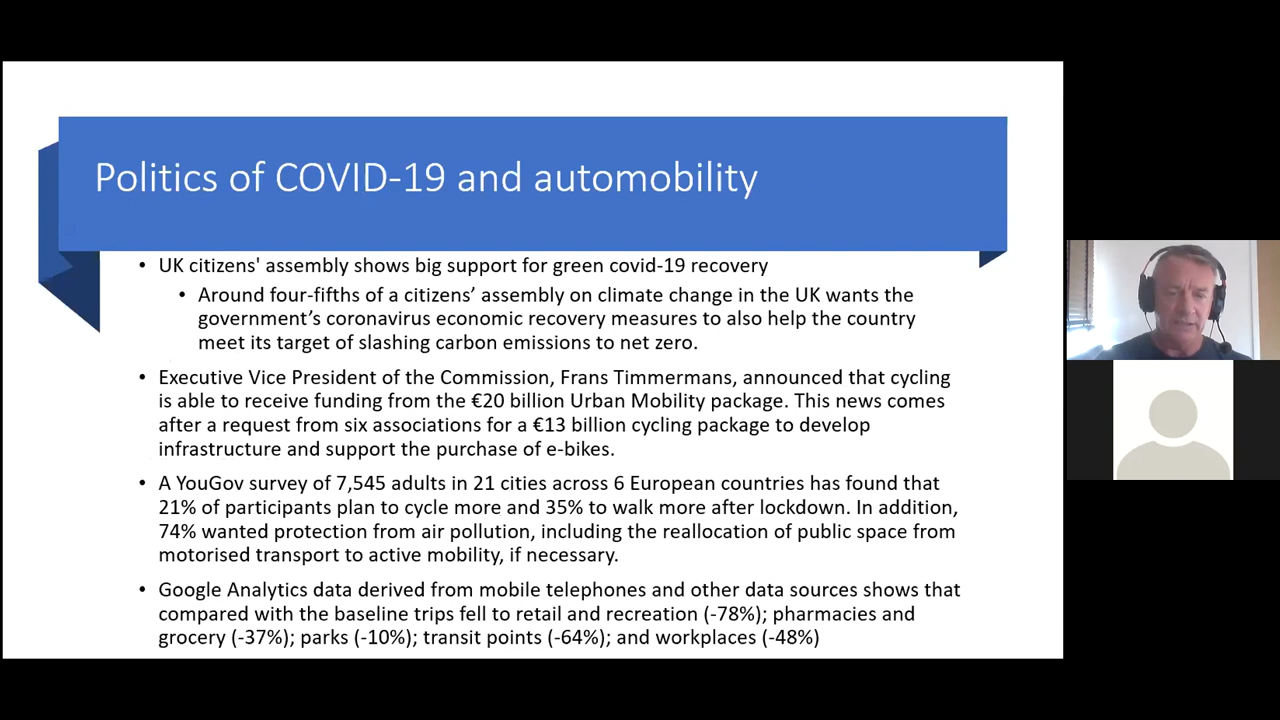 Politics of COVID-19 and automobility
• UK citizens' assembly shows big support for green covid-19 recovery
• Around four-fifths of a citizens’ assembly on climate change in the UK wants the
government’s coronavirus economic recovery measures to also help the country
meet its target of slashing carbon emissions to net zero.
• Executive Vice President of the Commission, Frans Timmermans, announced that cycling
is able to receive funding from the €20 billion Urban Mobility package. This news comes
after a request from six associations for a €13 billion cycling package to develop
infrastructure and support the purchase of e-bikes.
• A YouGov survey of 7,545 adults in 21 cities across 6 European countries has found that
21% of participants plan to cycle more and 35% to walk more after lockdown. In addition,
74% wanted protection from air pollution, including the reallocation of public space from
motorised transport to active mobility, if necessary.
• Google Analytics data derived from mobile telephones and other data sources shows that
compared with the baseline trips fell to retail and recreation (-78%); pharmacies and
grocery (-37%); parks (-10%); transit points (-64%); and workplaces (-48%)